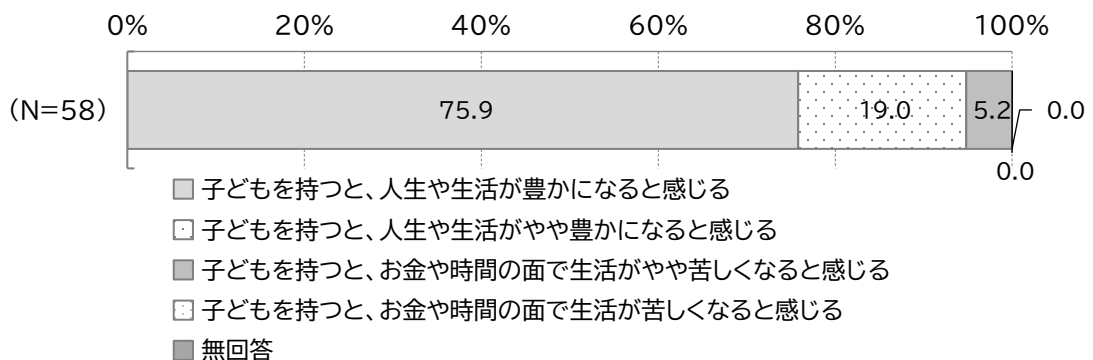 0% 20% 40% 60% 80% 100%
(N=58) 75.9 19.0 5.2 0.0
0.0
子どもを持つと、人生や生活が豊かになると感じる
子どもを持つと、人生や生活がやや豊かになると感じる
子どもを持つと、お金や時間の面で生活がやや苦しくなると感じる
子どもを持つと、お金や時間の面で生活が苦しくなると感じる
無回答